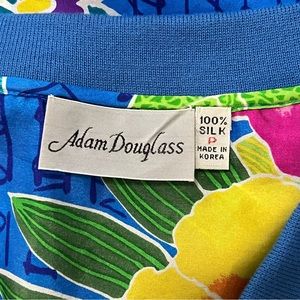 Adam Douglass
100%
SILK
P
MADE IN
KOREA